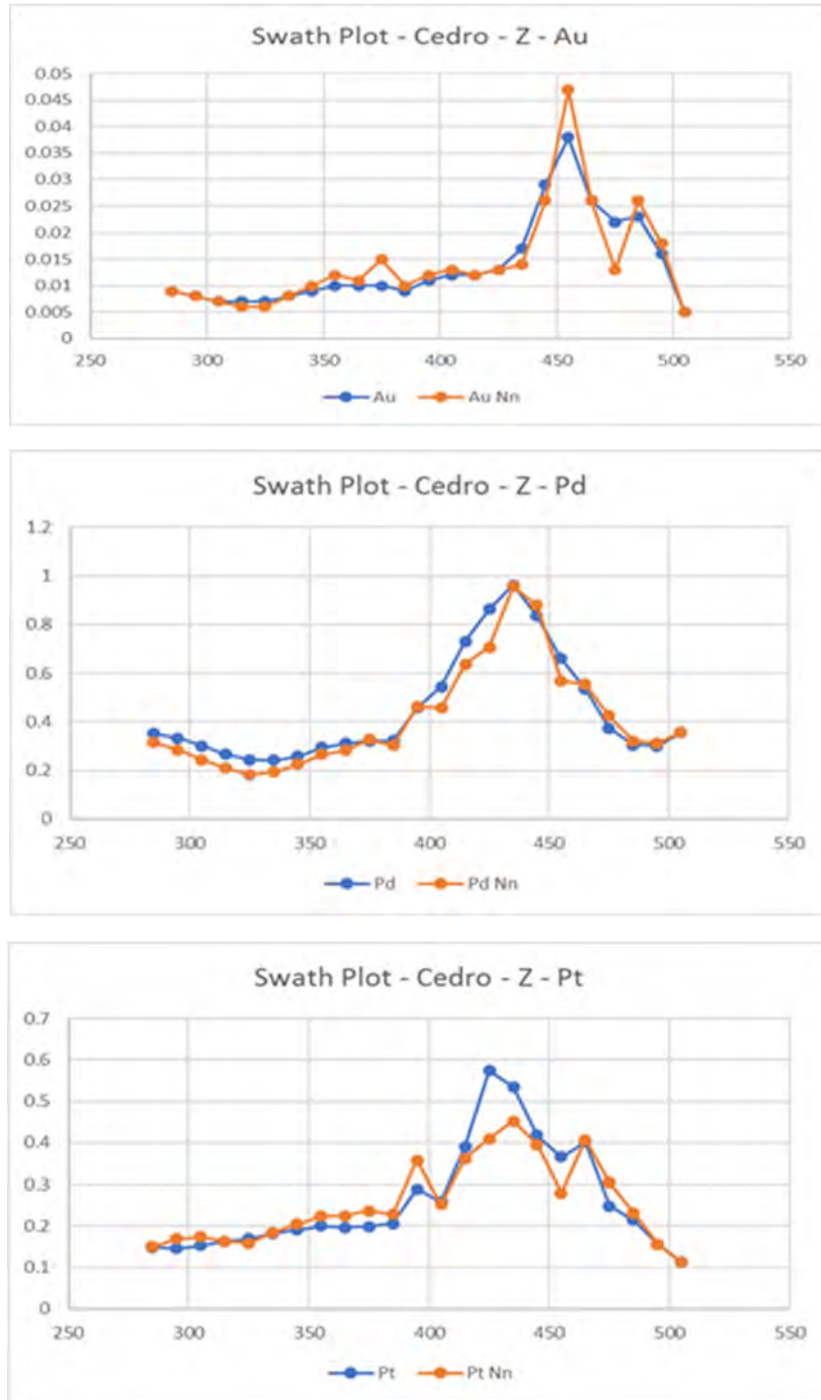 Swath Plot - Cedro - Z - Au
0.05
0.045
0.04
0.035
0.03
0.025
0.02
0.015
0.01
0.005
0
250 300 350 400 450 500 550
Au Au Nn
Swath Plot - Cedro - Z - Pd
1.2
1
0.8
0.6
0.4
0.2
0
250 300 350 400 450 500 550
Pd Pd Nn
Swath Plot - Cedro - Z - Pt
0.7
0.6
0.5
0.4
0.3
0.2
0.1
0
250 300 350 400 450 500 550
Pt Pt Nn